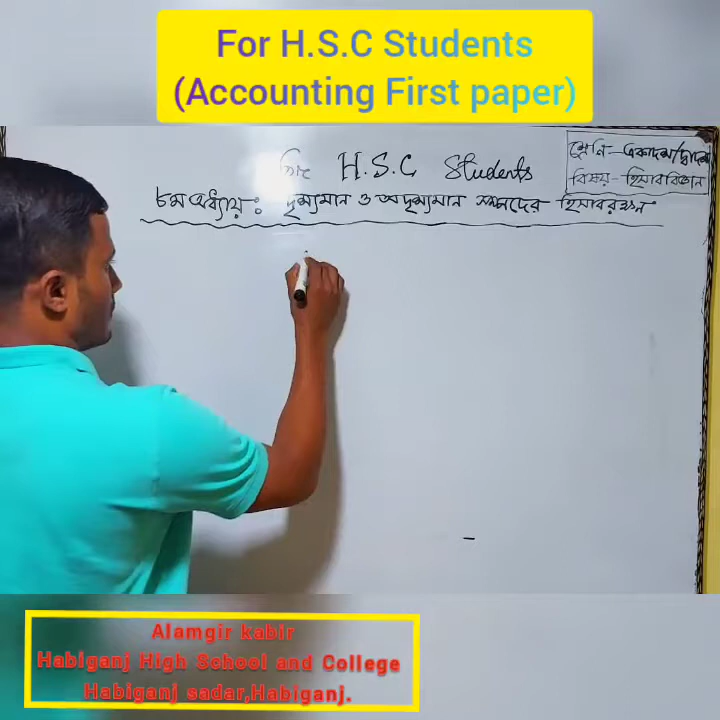 For H.S.C Students
(Accounting First paper)
H.S.C Students
শ্রেণি-একাদশ/দ্বাদশ
বিষয়-হিসাববিজ্ঞান
৮ম অধ্যায়: দৃশ্যমান ও অদৃশ্যমান সম্পদের হিসাবরক্ষণ
Alamgir kabir
Habiganj High School and College
Habiganj sadar,Habiganj.